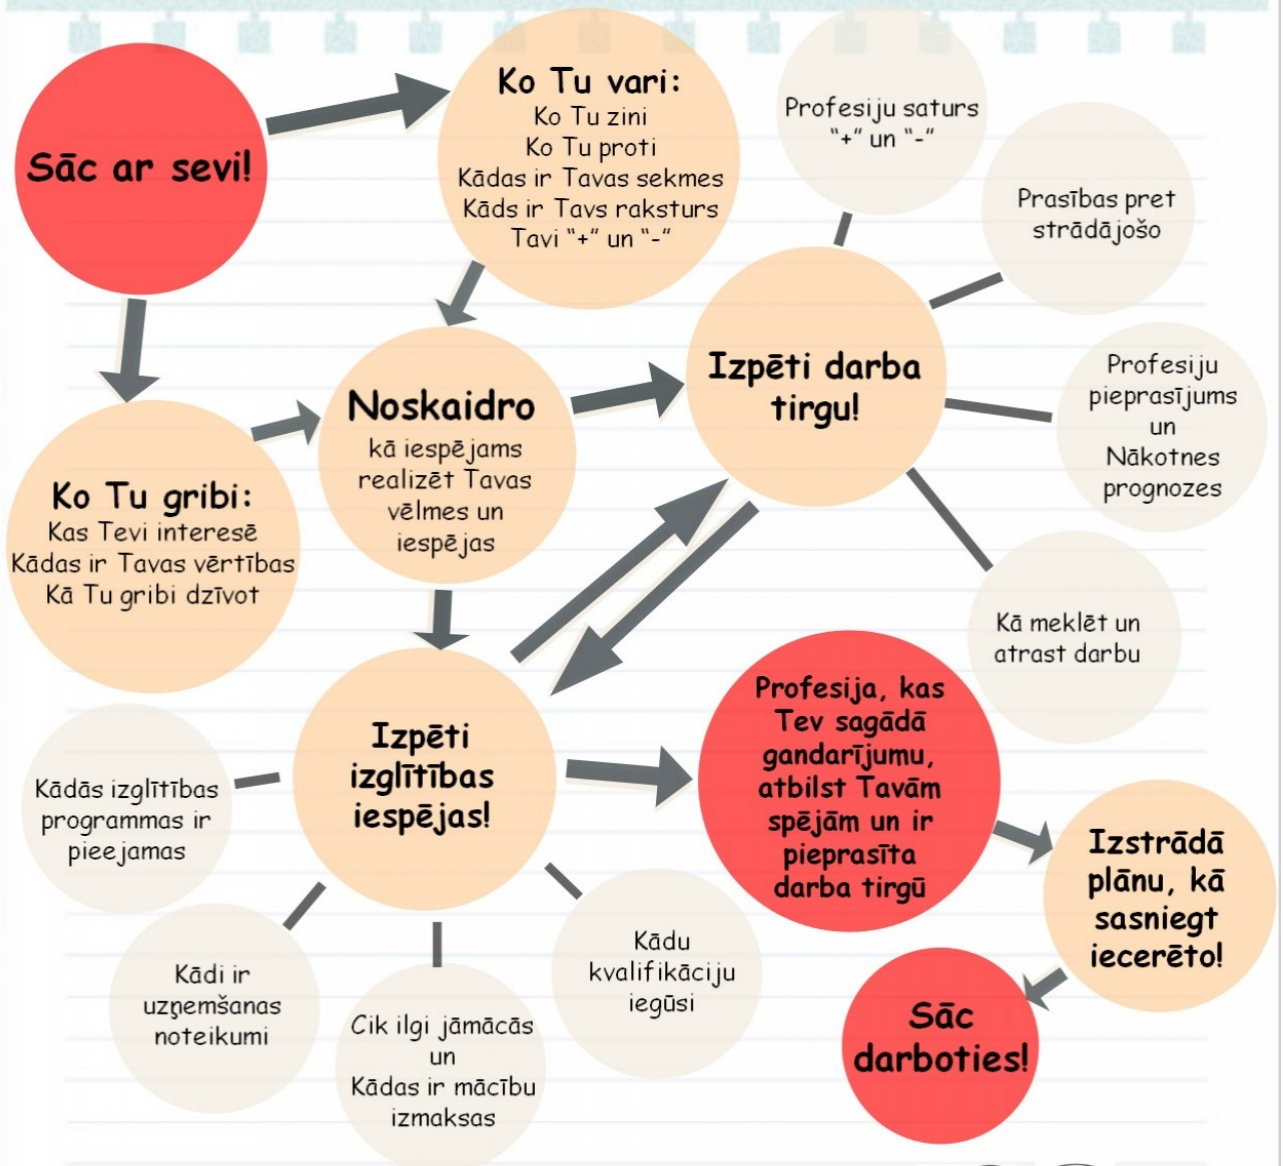 Sāc ar sevi!
Ko Tu vari:
Ko Tu zini
Ko Tu proti
Kādas ir Tavas sekmes
Kāds ir Tavs raksturs
Tavi “+” un “-”
Profesiju saturs
“+” un “-”
Prasības pret
strādājošo
Ko Tu gribi:
Kas Tevi interesē
Kādas ir Tavas vērtības
Kā Tu gribi dzīvot
Noskaidro
kā iespējams
realizēt Tavas
vēlmes un
iespējas
Izpēti darba
tirgu!
Profesiju
pieprasījums
un
Nākotnes
prognozes
Kā meklēt un
atrast darbu
Izpēti
izglītības
iespējas!
Kādās izglītības
programmas ir
pieejamas
Kādi ir
uzņemšanas
noteikumi
Cik ilgi jāmācās
un
Kādas ir mācību
izmaksas
Kādu
kvalifikāciju
iegūsi
Profesija, kas
Tev sagādā
gandarījumu,
atbilst Tavām
spējām un ir
pieprasīta
darba tirgū
Izstrādā
plānu, kā
sasniegt
iecerēto!
Sāc
darboties!